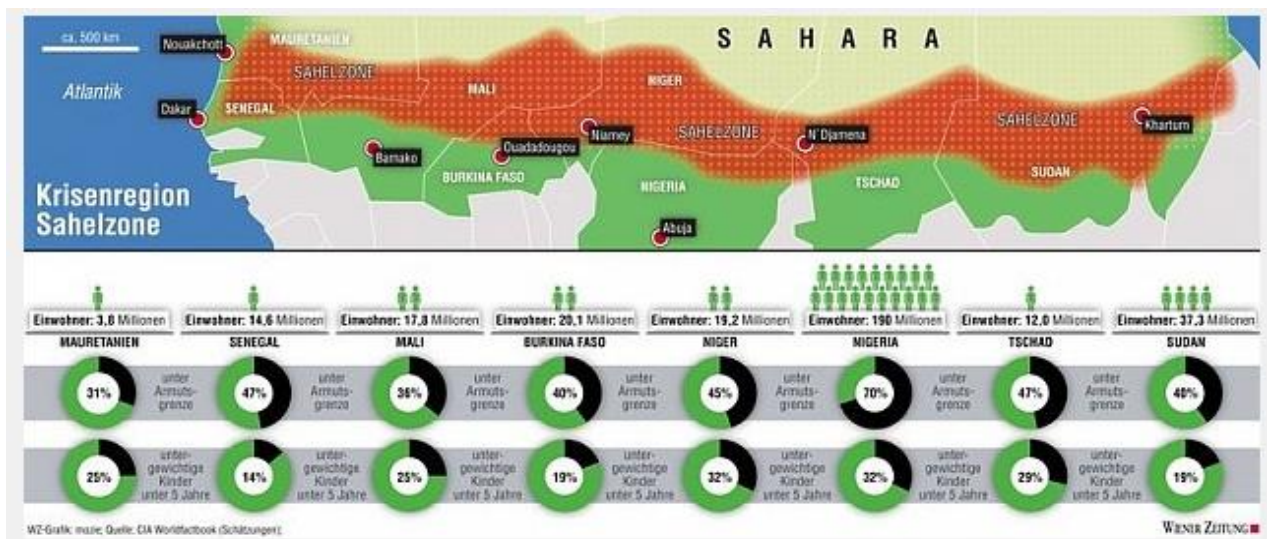 ca. 500 km
Nouakchott
MAURETANIEN
SAHARA
Atlantik
SAHELZONE
MALI
NIGER
Dakar
SENEGAL
Bamako
Ouadadougou
Niamey
SAHELZONE
N'Djamena
SAHELZONE
Khartum
BURKINA FASO
NIGERIA
TSCHAD
SUDAN
Abuja
Krisenregion
Sahelzone
Einwohner: 3,8 Millionen
MAURETANIEN
Einwohner: 14,6 Millionen
SENEGAL
Einwohner: 17,8 Millionen
MALI
Einwohner: 20,1 Millionen
BURKINA FASO
Einwohner: 19,2 Millionen
NIGER
Einwohner: 190 Millionen
NIGERIA
Einwohner: 12,0 Millionen
TSCHAD
Einwohner: 37,3 Millionen
SUDAN
31%
unter
Armuts-
grenze
47%
unter
Armuts-
grenze
36%
unter
Armuts-
grenze
40%
unter
Armuts-
grenze
45%
unter
Armuts-
grenze
70%
unter
Armuts-
grenze
47%
unter
Armuts-
grenze
40%
25%
unter-
gewichtige
Kinder
unter 5 Jahre
14%
unter-
gewichtige
Kinder
unter 5 Jahre
25%
unter-
gewichtige
Kinder
unter 5 Jahre
19%
unter-
gewichtige
Kinder
unter 5 Jahre
32%
unter-
gewichtige
Kinder
unter 5 Jahre
32%
unter-
gewichtige
Kinder
unter 5 Jahre
29%
unter-
gewichtige
Kinder
unter 5 Jahre
19%
WZ-Grafik: Quelle: CIA Worldfactbook (Schätzungen);
WIENER ZEITUNG